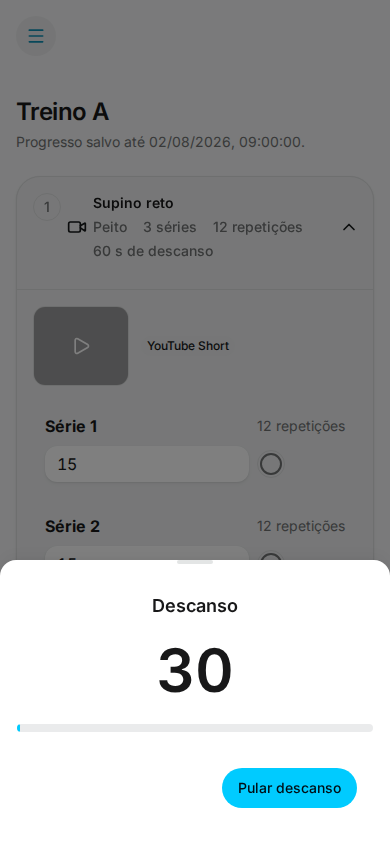 Treino A
Progresso salvo até 02/08/2026, 09:00:00.
1
Supino reto
Peito 3 séries 12 repetições
60 s de descanso
YouTube Short
Série 1 12 repetições
15
Série 2 12 repetições
Descanso
30
Pular descanso